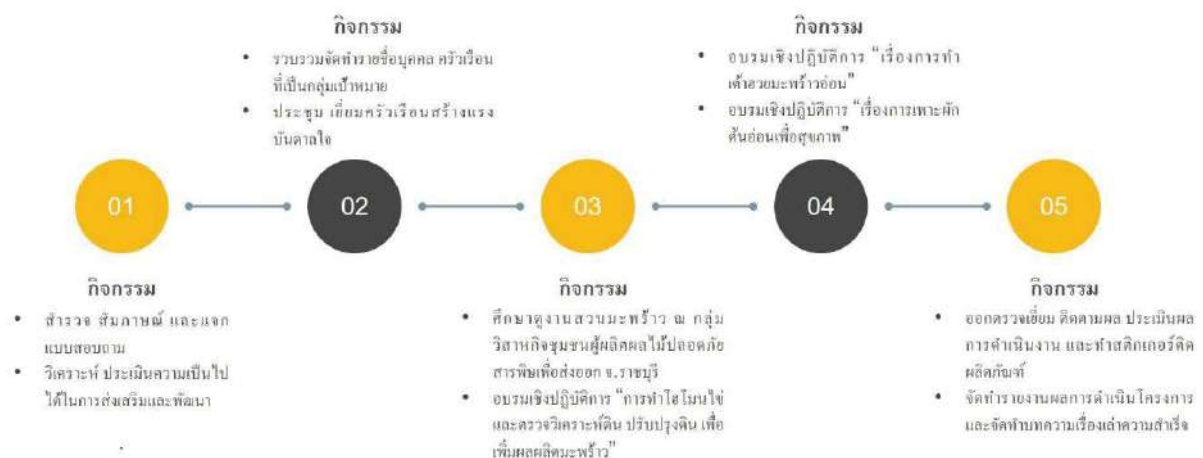 กิจกรรม
• รวบรวมจัดทำรายชื่อบุคคล ครัวเรือน
ที่เป็นกลุ่มเป้าหมาย
• ประชุม เยี่ยมครัวเรือนสร้างแรง
บันดาลใจ
กิจกรรม
• อบรมเชิงปฏิบัติการ "เรื่องการทำ
เต้าฮวยมะพร้าวอ่อน"
• อบรมเชิงปฏิบัติการ "เรื่องการเพาะผัก
ต้นอ่อนเพื่อสุขภาพ"
01
02
03
04
05
กิจกรรม
• สำรวจ สัมภาษณ์ และแจก
แบบสอบถาม
• วิเคราะห์ ประเมินความเป็นไป
ได้ในการส่งเสริมและพัฒนา
กิจกรรม
• ศึกษาดูงานสวนมะพร้าว ณ กลุ่ม
วิสาหกิจชุมชนผู้ผลิตผลไม้ปลอดภัย
สารพิษเพื่อส่งออก จ.ราชบุรี
• อบรมเชิงปฏิบัติการ "การทำฮโมนไข่
และตรวจวิเคราะห์ดิน ปรับปรุงดิน เพื่อ
เพิ่มผลผลิตมะพร้าว"
กิจกรรม
• ออกตรวจเยี่ยม ติดตามผล ประเมินผล
การดำเนินงาน และทำสติกเกอร์ติด
ผลิตภัณฑ์
• จัดทำรายงานผลการดำเนินโครงการ
และจัดทำบทความเรื่องเล่าความสำเร็จ